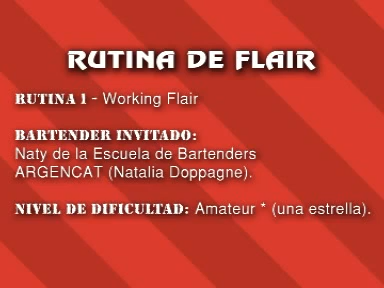 RUTINA DE FLAIR
RUTINA 1 - Working Flair
BARTENDER INVITADO:
Naty de la Escuela de Bartenders
ARGENCAT (Natalia Doppagne).
NIVEL DE DIFICULTAD: Amateur * (una estrella).